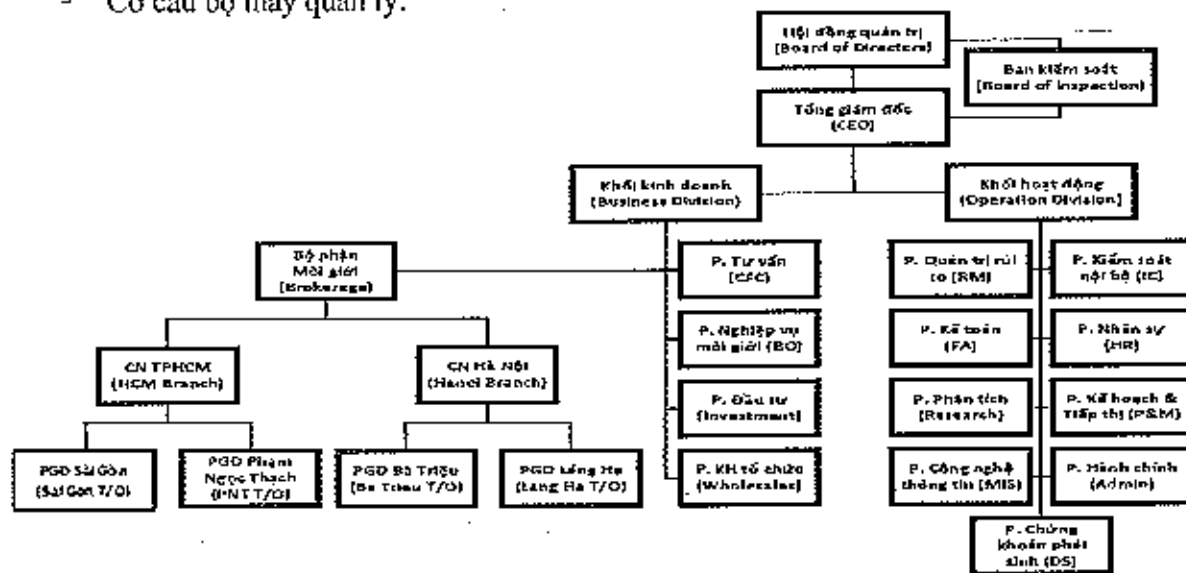 - Cơ cấu bộ máy quản lý:
Hội đồng quản trị
(Board of Directors)
Ban kiểm soát
(Board of Inspection)
Tổng giám đốc
(CEO)
Khối kinh doanh
(Business Division)
Khối hoạt động
(Operation Division)
Bộ phận
Môi giới
(Brokerage)
P. Tư vấn
P. Quản trị rủi
ro (RM)
P. Kiểm soát
nội bộ (IC)
CN TPHCM
(HCM Branch)
CN Hà Nội
(Hanoi Branch)
P. Nghiệp vụ
môi giới (BO)
P. Kế toán
(FA)
P. Nhân sự
(HR)
P. Đầu tư
(Investment)
P. Phân tích
(Research)
P. Kế hoạch &
Tiếp thị (P&M)
PGD Sài Gòn
(Sai Gon T/O)
PGD Phạm
Ngọc Thạch
(PNT T/O)
PGD Bà Triệu
(Ba Trieu T/O)
PGD Láng Hạ
(Lang Ha T/O)
P. KH tổ chức
(Wholesales)
P. Công nghệ
thông thi (MIS)
P. Hành chính
(Admin)
P. Chứng
khoán phái
sinh (DS)